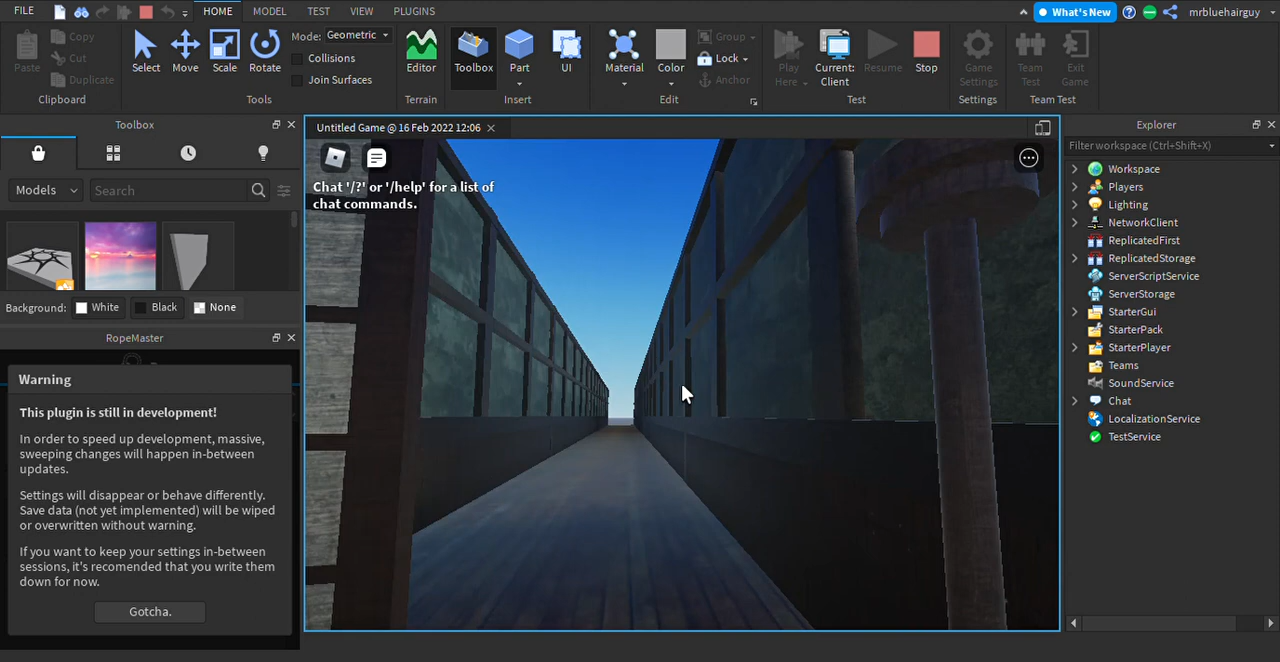 FILE
HOME
MODEL
TEST
VIEW
PLUGINS
What's New
mrbluehairguy
Paste
Copy
Cut
Duplicate
Clipboard
Select
Move
Scale
Rotate
Mode: Geometric
Collisions
Join Surfaces
Tools
Editor
Terrain
Toolbox
Part
UI
Insert
Material
Color
Group
Lock
Anchor
Edit
Play
Here
Current:
Client
Resume
Stop
Test
Game
Settings
Settings
Team
Test
Exit
Game
Team Test
Toolbox
Models
Search
Background:
White
Black
None
RopeMaster
Warning
This plugin is still in development!
In order to speed up development, massive,
sweeping changes will happen in-between
updates.
Settings will disappear or behave differently.
Save data (not yet implemented) will be wiped
or overwritten without warning.
If you want to keep your settings in-between
sessions, it's recomended that you write them
down for now.
Gotcha.
Untitled Game @ 16 Feb 2022 12:06
Chat '/?' or '/help' for a list of
chat commands.
Explorer
Filter workspace (Ctrl+Shift+X)
Workspace
Players
Lighting
NetworkClient
ReplicatedFirst
ReplicatedStorage
ServerScriptService
ServerStorage
StarterGui
StarterPack
StarterPlayer
Teams
SoundService
Chat
LocalizationService
TestService